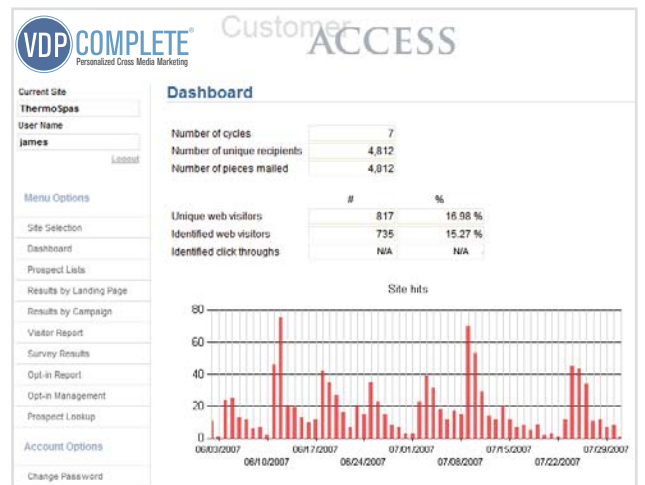 VDP COMPLETE®
Personalized Cross Media Marketing
Customer
ACCESS
Current Site
ThermoSpas
User Name
james
Logout
Menu Options
Site Selection
Dashboard
Prospect Lists
Results by Landing Page
Results by Campaign
Visitor Report
Survey Results
Opt-in Report
Opt-in Management
Prospect Lookup
Account Options
Change Password
Dashboard
Number of cycles 7
Number of unique recipients 4,812
Number of pieces mailed 4,812
# %
Unique web visitors 817 16.98 %
Identified web visitors 735 15.27 %
Identified click throughs N/A N/A
Site hits
80
60
40
20
0
06/03/2007 06/17/2007 07/01/2007 07/15/2007 07/29/2007
06/10/2007 06/24/2007 07/08/2007 07/22/2007